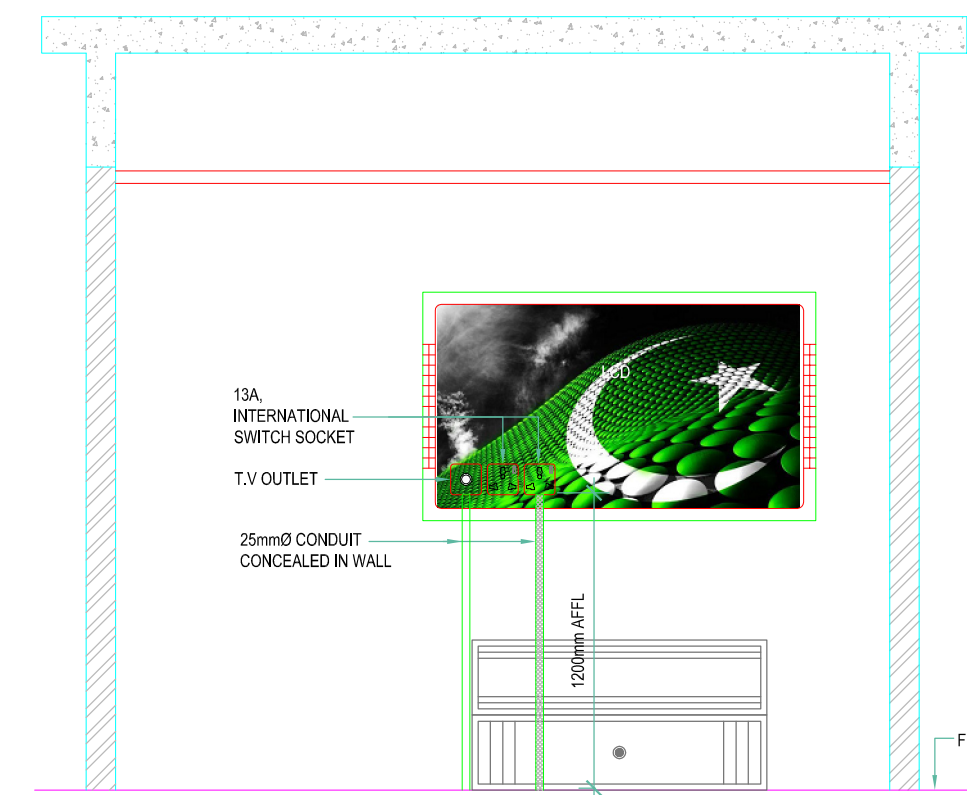 LCD
13A,
INTERNATIONAL
SWITCH SOCKET
T.V OUTLET
25mmØ CONDUIT
CONCEALED IN WALL
1200mm AFFL
F